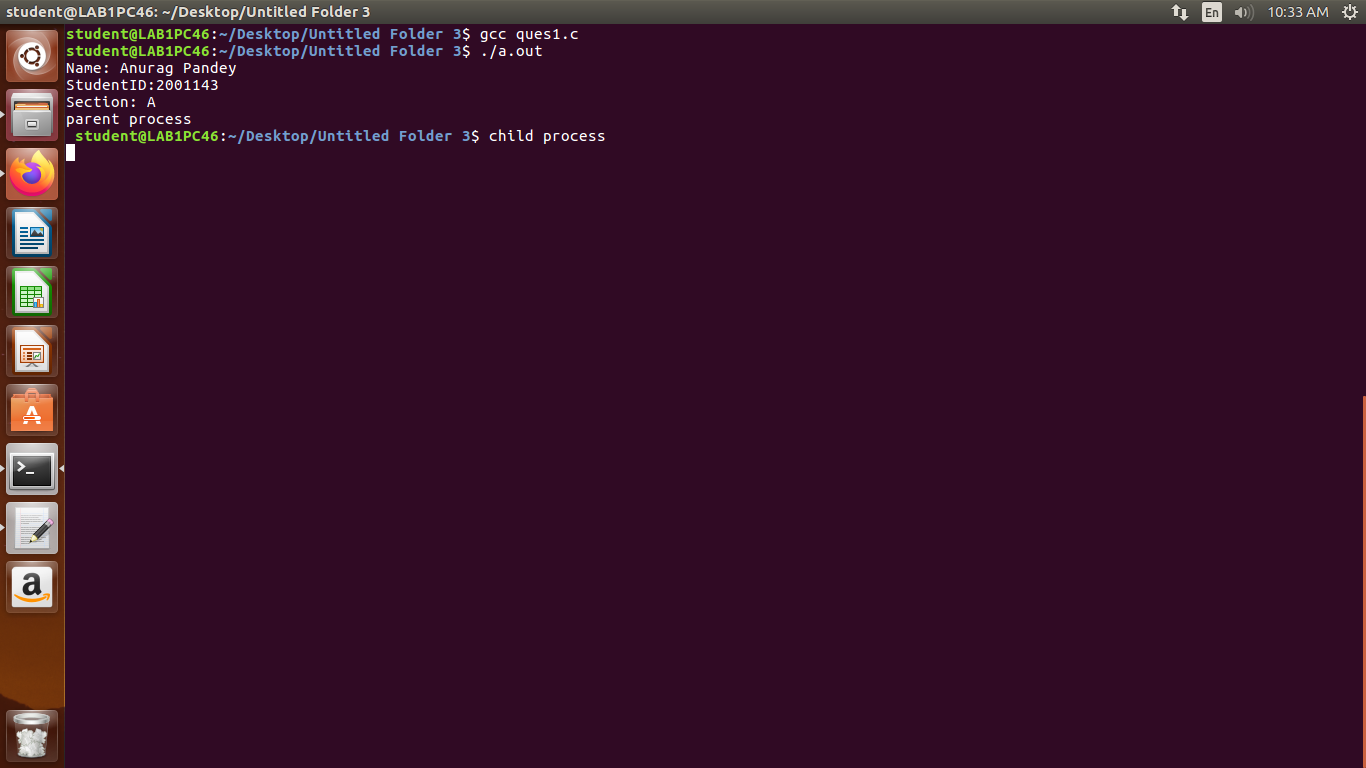 student@LAB1PC46: ~/Desktop/Untitled Folder 3
En
10:33 AM
student@LAB1PC46:~/Desktop/Untitled Folder 3$ gcc ques1.c
student@LAB1PC46:~/Desktop/Untitled Folder 3$ ./a.out
Name: Anurag Pandey
StudentID:2001143
Section: A
parent process
 student@LAB1PC46:~/Desktop/Untitled Folder 3$ child process
>_
A
a